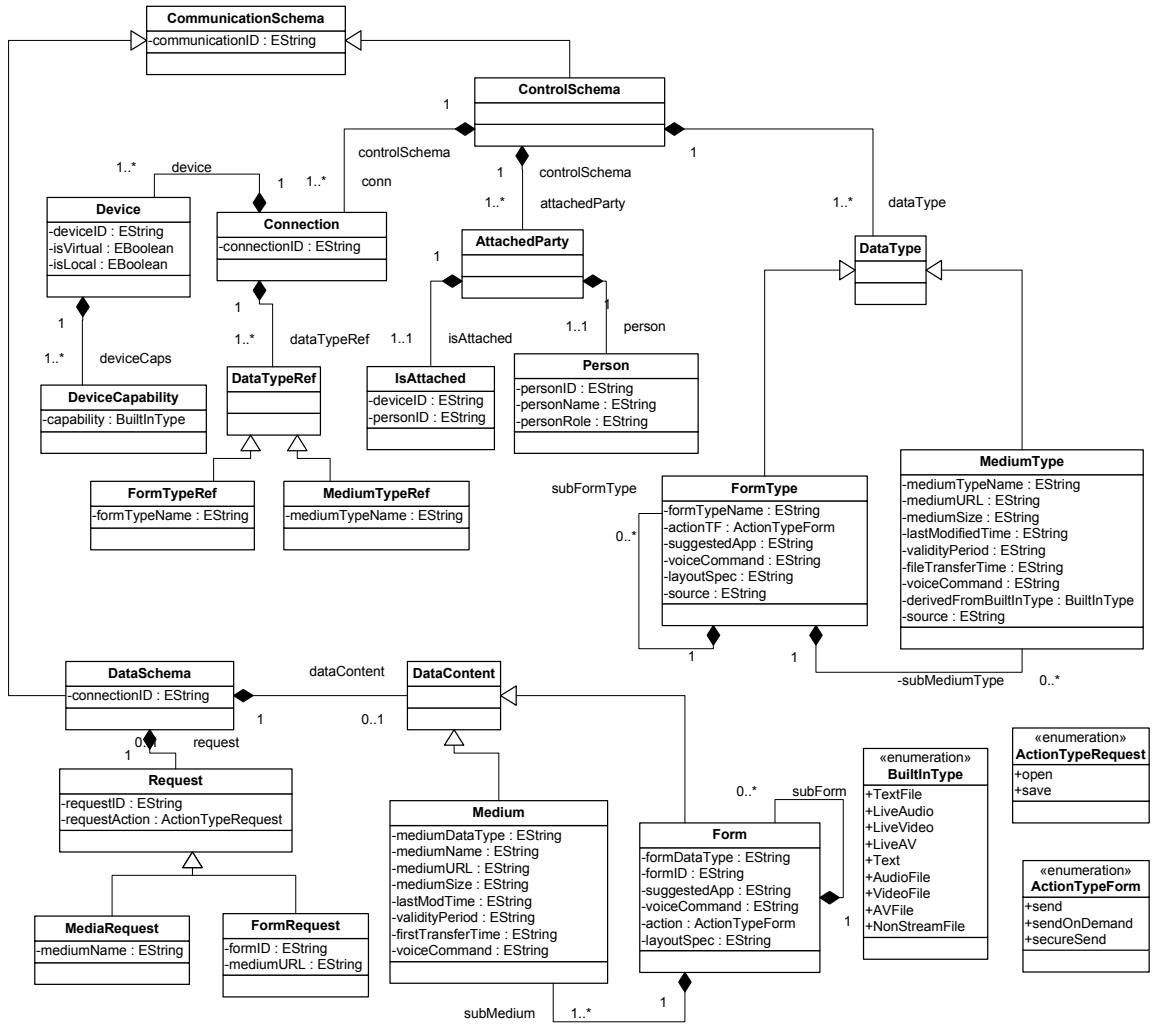 CommunicationSchema
-communicationID : EString
ControlSchema
1
1
controlSchema
conn
1..*
1
controlSchema
attachedParty
1..*
1..*
dataType
1..*
device
1
Device
-deviceID : EString
-isVirtual : EBoolean
-isLocal : EBoolean
Connection
-connectionID : EString
AttachedParty
DataType
1
1..*
deviceCaps
DeviceCapability
-capability : BuiltInType
1
1..*
dataTypeRef
DataTypeRef
1
1..1
isAttached
IsAttached
-deviceID : EString
-personID : EString
1
1..1
person
Person
-personID : EString
-personName : EString
-personRole : EString
FormTypeRef
-formTypeName : EString
MediumTypeRef
-mediumTypeName : EString
subFormType
0..*
FormType
-formTypeName : EString
-actionTF : ActionTypeForm
-suggestedApp : EString
-voiceCommand : EString
-layoutSpec : EString
-source : EString
1
1
MediumType
-mediumTypeName : EString
-mediumURL : EString
-mediumSize : EString
-lastModifiedTime : EString
-validityPeriod : EString
-fileTransferTime : EString
-voiceCommand : EString
-derivedFromBuiltInType : BuiltInType
-source : EString
-subMediumType
0..*
DataSchema
-connectionID : EString
dataContent
1
0..1
DataContent
0..1
request
1
Request
-requestID : EString
-requestAction : ActionTypeRequest
MediaRequest
-mediumName : EString
FormRequest
-formID : EString
-mediumURL : EString
Medium
-mediumDataType : EString
-mediumName : EString
-mediumURL : EString
-mediumSize : EString
-lastModTime : EString
-validityPeriod : EString
-firstTransferTime : EString
-voiceCommand : EString
subMedium
1..*
1
0..*
subForm
Form
-formDataType : EString
-formID : EString
-suggestedApp : EString
-voiceCommand : EString
-action : ActionTypeForm
-layoutSpec : EString
1
«enumeration»
BuiltInType
+TextFile
+LiveAudio
+LiveVideo
+LiveAV
+Text
+AudioFile
+VideoFile
+AVFile
+NonStreamFile
«enumeration»
ActionTypeRequest
+open
+save
«enumeration»
ActionTypeForm
+send
+sendOnDemand
+secureSend